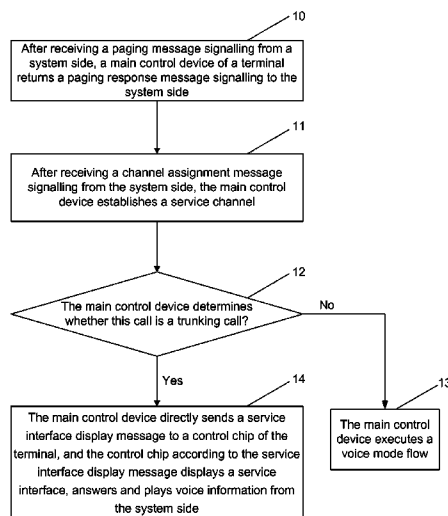 10
After receiving a paging message signalling from a
system side, a main control device of a terminal
returns a paging response message signalling to the
system side
11
After receiving a channel assignment message
signalling from the system side, the main control
device establishes a service channel
12
The main control device determines
whether this call is a trunking call?
No
Yes
14
The main control device directly sends a service
interface display message to a control chip of the
terminal, and the control chip according to the service
interface display message displays a service
interface, answers and plays voice information from
the system side
13
The main control
device executes a
voice mode flow